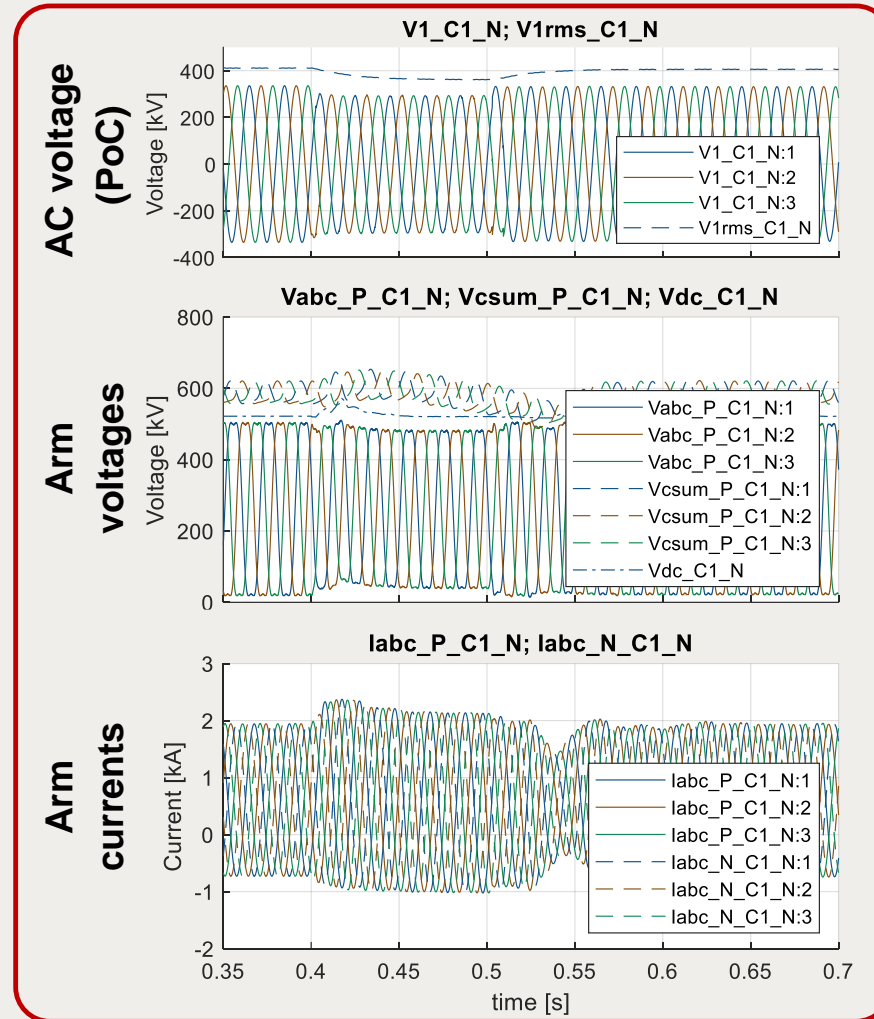 AC voltage
(PoC)
V1_C1_N; V1rms_C1_N
Voltage [kV]
400
200
0
-200
-400
V1_C1_N:1
V1_C1_N:2
V1_C1_N:3
V1rms_C1_N
Arm
voltages
Vabc_P_C1_N; Vcsum_P_C1_N; Vdc_C1_N
Voltage [kV]
800
600
400
200
0
Vabc_P_C1_N:1
Vabc_P_C1_N:2
Vabc_P_C1_N:3
Vcsum_P_C1_N:1
Vcsum_P_C1_N:2
Vcsum_P_C1_N:3
Vdc_C1_N
Arm
currents
Iabc_P_C1_N; Iabc_N_C1_N
Current [kA]
3
2
1
0
-1
-2
Iabc_P_C1_N:1
Iabc_P_C1_N:2
Iabc_P_C1_N:3
Iabc_N_C1_N:1
Iabc_N_C1_N:2
Iabc_N_C1_N:3
0.35 0.4 0.45 0.5 0.55 0.6 0.65 0.7
time [s]